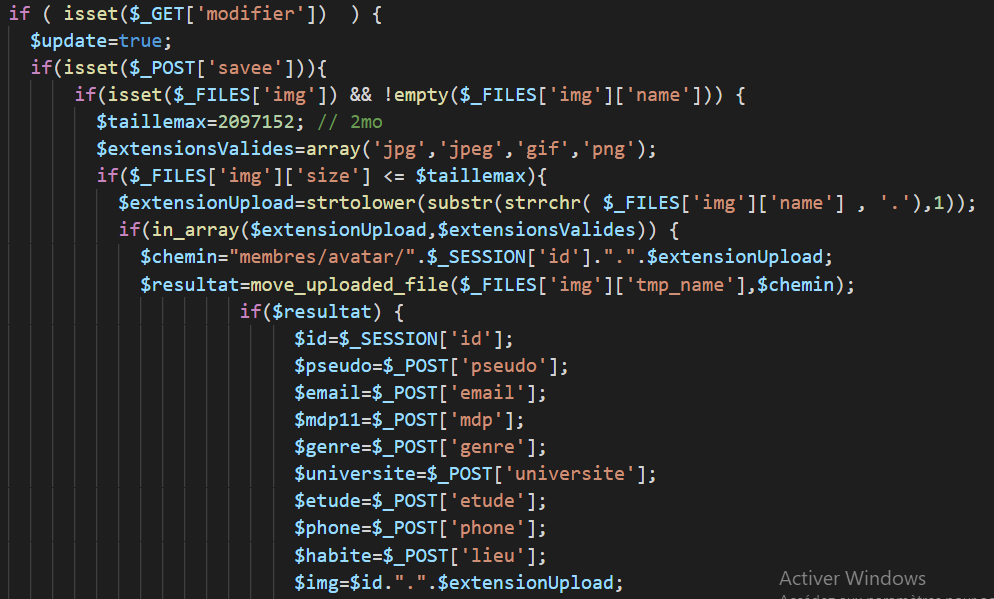 if ( isset($_GET['modifier'])  ) {
$update=true;
if(isset($_POST['savee'])){
if(isset($_FILES['img']) && !empty($_FILES['img']['name'])) {
$taillemax=2097152; // 2mo
$extensionsValides=array('jpg','jpeg','gif','png');
if($_FILES['img']['size'] <= $taillemax){
$extensionUpload=strtolower(substr(strrchr( $_FILES['img']['name'] , '.'),1));
if(in_array($extensionUpload,$extensionsValides)) {
$chemin="membres/avatar/".$_SESSION['id'].".".$extensionUpload;
$resultat=move_uploaded_file($_FILES['img']['tmp_name'],$chemin);
if($resultat) {
$id=$_SESSION['id'];
$pseudo=$_POST['pseudo'];
$email=$_POST['email'];
$mdp11=$_POST['mdp'];
$genre=$_POST['genre'];
$universite=$_POST['universite'];
$etude=$_POST['etude'];
$phone=$_POST['phone'];
$habite=$_POST['lieu'];
$img=$id.".".$extensionUpload;
Activer Windows